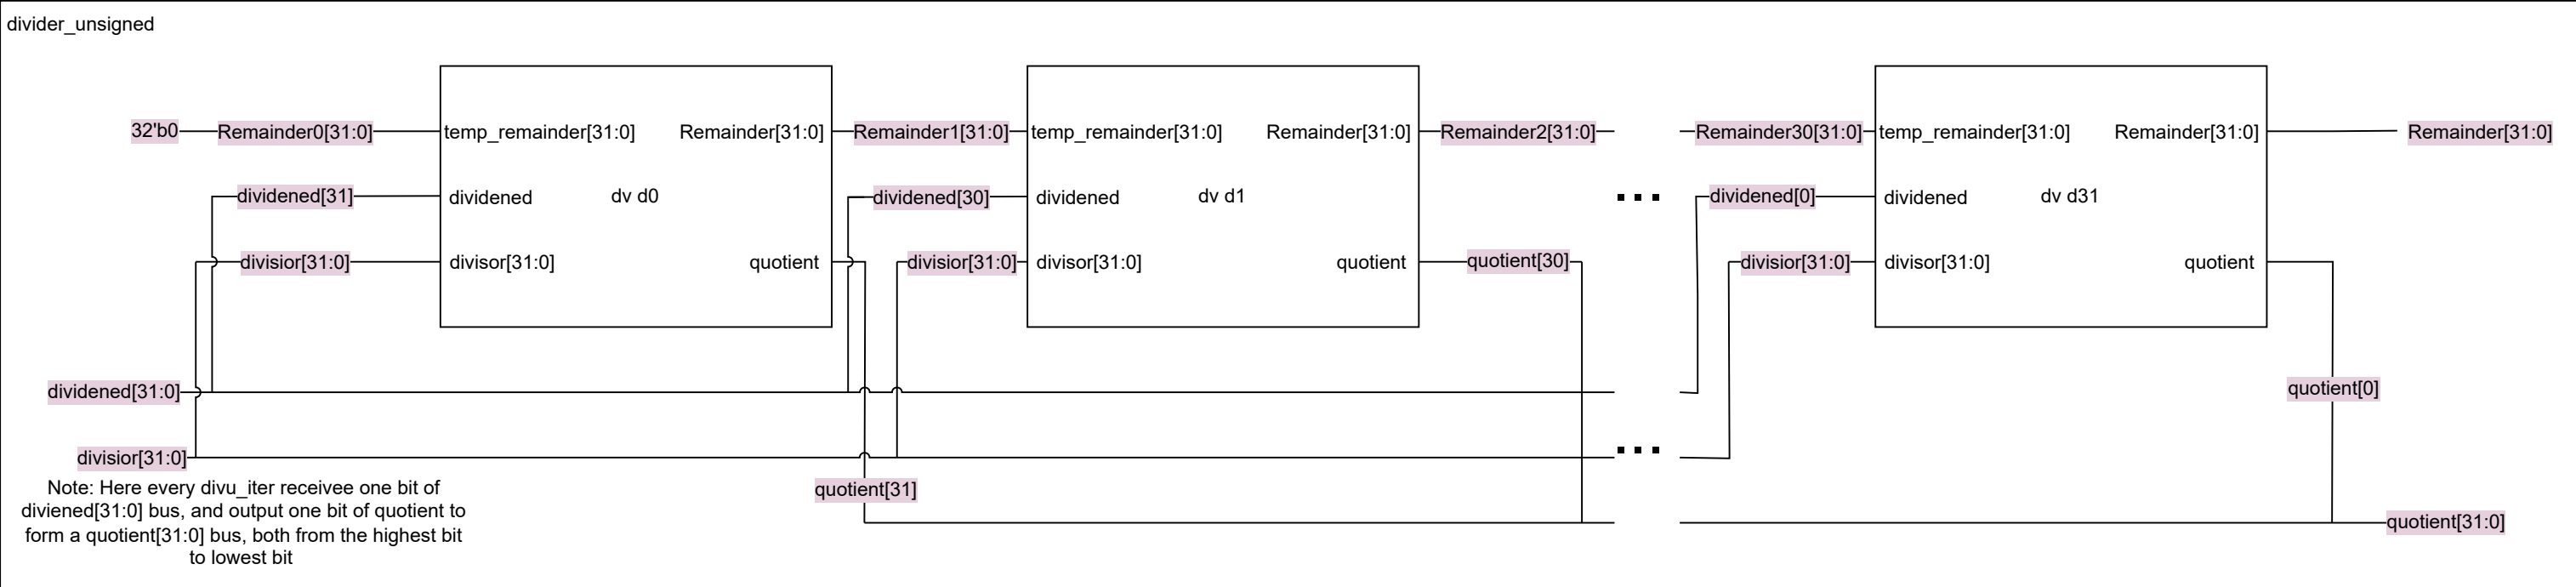 divider_unsigned
32'b0
Remainder0[31:0]
temp_remainder[31:0]
Remainder[31:0]
Remainder1[31:0]
temp_remainder[31:0]
Remainder[31:0]
Remainder2[31:0]
Remainder30[31:0]
temp_remainder[31:0]
Remainder[31:0]
Remainder[31:0]
dividened[31]
dividened
dv d0
dividened[30]
dividened
dv d1
dividened[0]
dividened
dv d31
divisior[31:0]
divisor[31:0]
quotient
divisior[31:0]
divisor[31:0]
quotient
quotient[30]
divisior[31:0]
divisor[31:0]
quotient
dividened[31:0]
quotient[0]
divisior[31:0]
Note: Here every divu_iter receivee one bit of
diviened[31:0] bus, and output one bit of quotient to
form a quotient[31:0] bus, both from the highest bit
to lowest bit
quotient[31]
quotient[31:0]